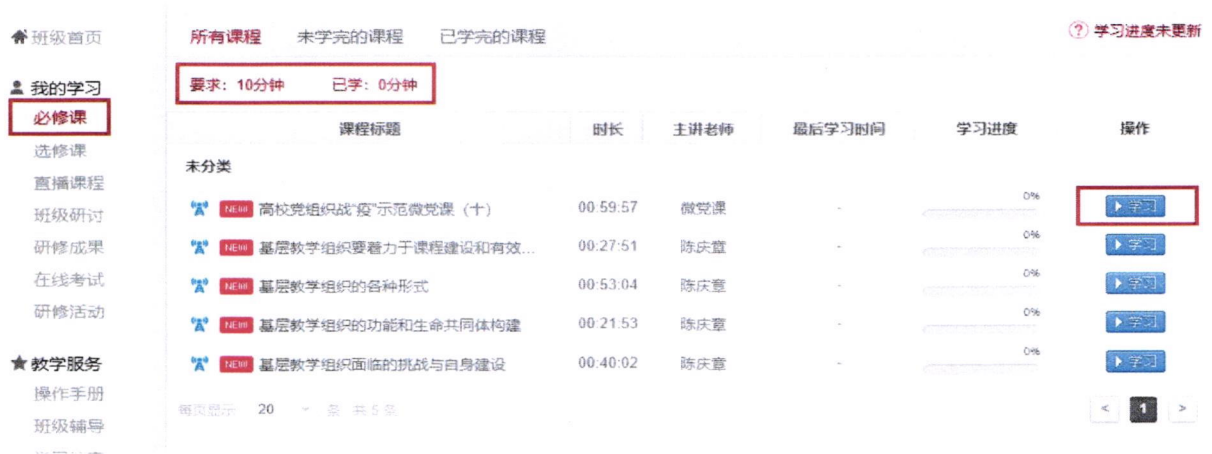 班级首页
我的学习
必修课
选修课
直播课程
班级研讨
研修成果
在线考试
研修活动
教学服务
操作手册
班级辅导
所有课程 未学完的课程 已学完的课程
? 学习进度未更新
要求：10分钟 已学：0分钟
课程标题 时长 主讲老师 最后学习时间 学习进度 操作
未分类
NEW 高校党组织战“疫”示范微党课（十） 00:59:57 微党课 - 0% 学习
NEW 基层教学组织要着力于课程建设和有效... 00:27:51 陈庆章 - 0% 学习
NEW 基层教学组织的各种形式 00:53:04 陈庆章 - 0% 学习
NEW 基层教学组织的功能和生命共同体构建 00:21:53 陈庆章 - 0% 学习
NEW 基层教学组织面临的挑战与自身建设 00:40:02 陈庆章 - 0% 学习
每页显示 20 条 共 5 条
< 1 >